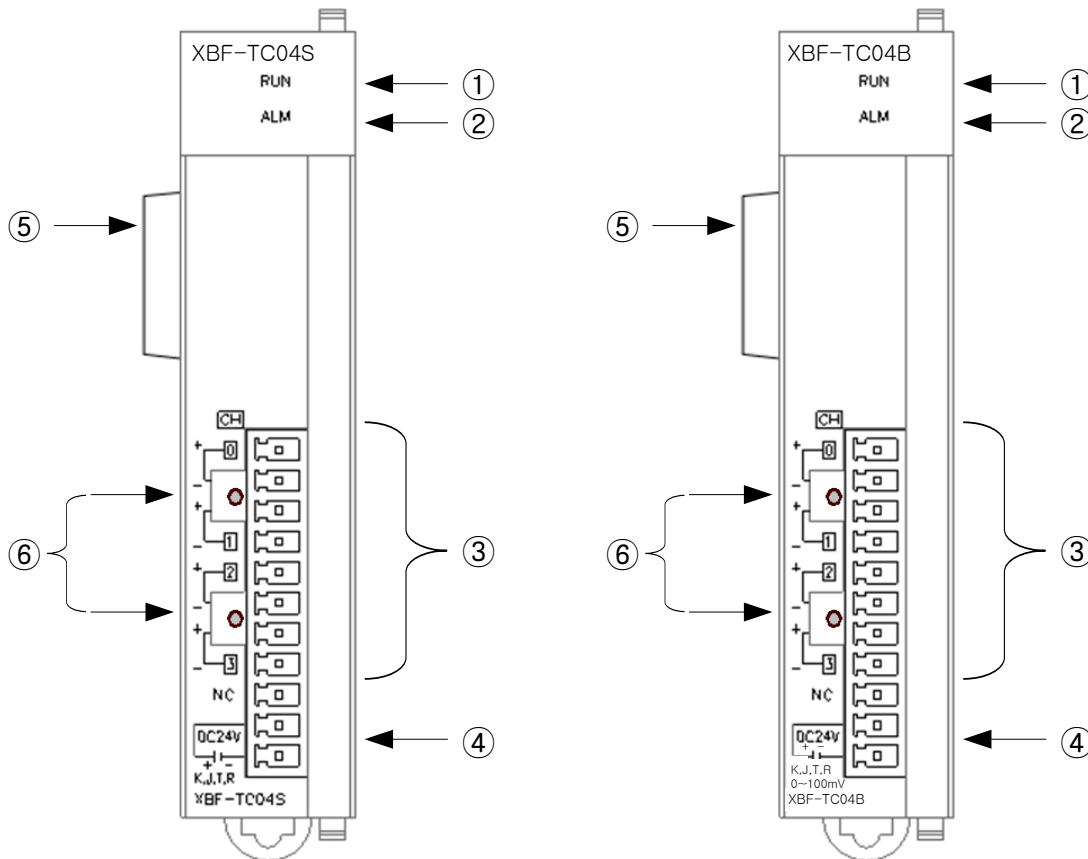 XBF-TC04S
RUN
ALM
①
②
⑤
CH
+ 0
-
+
- 1
+ 2
-
+
- 3
⑥
③
NC
DC24V
+ -
④
K,J,T,R
XBF-TC04S
XBF-TC04B
RUN
ALM
①
②
⑤
CH
+ 0
-
+
- 1
+ 2
-
+
- 3
⑥
③
NC
DC24V
+ -
④
K,J,T,R
0~100mV
XBF-TC04B